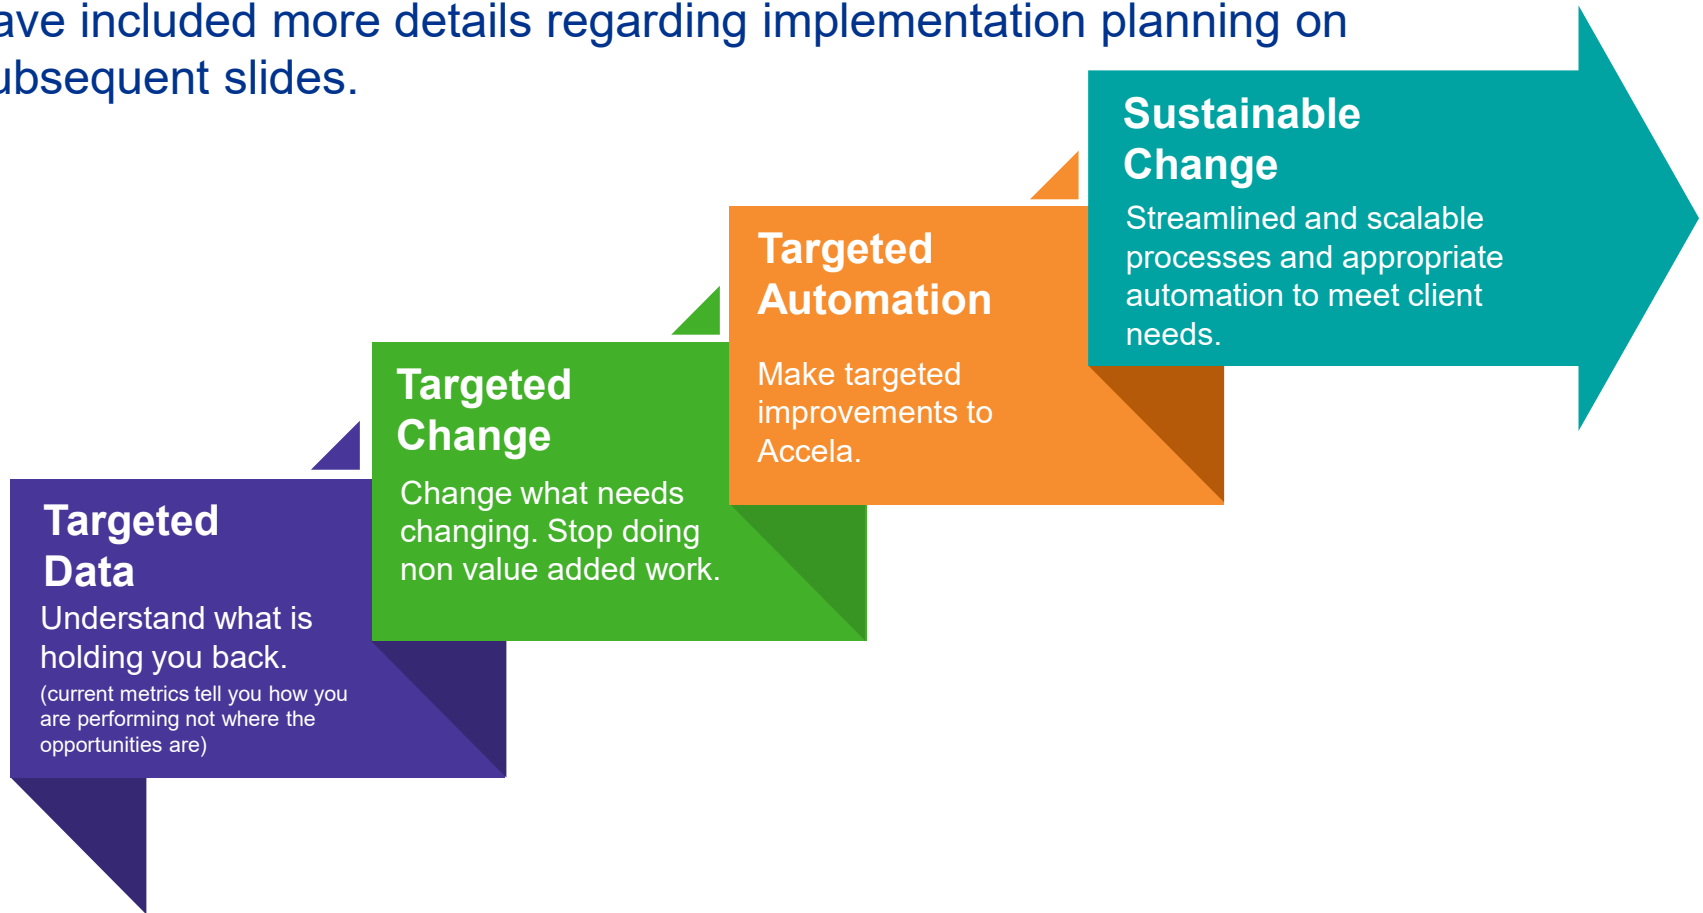 ave included more details regarding implementation planning on
ubsequent slides.
Sustainable
Change
Streamlined and scalable
processes and appropriate
automation to meet client
needs.
Targeted
Automation
Make targeted
improvements to
Accela.
Targeted
Change
Change what needs
changing. Stop doing
non value added work.
Targeted
Data
Understand what is
holding you back.
(current metrics tell you how you
are performing not where the
opportunities are)